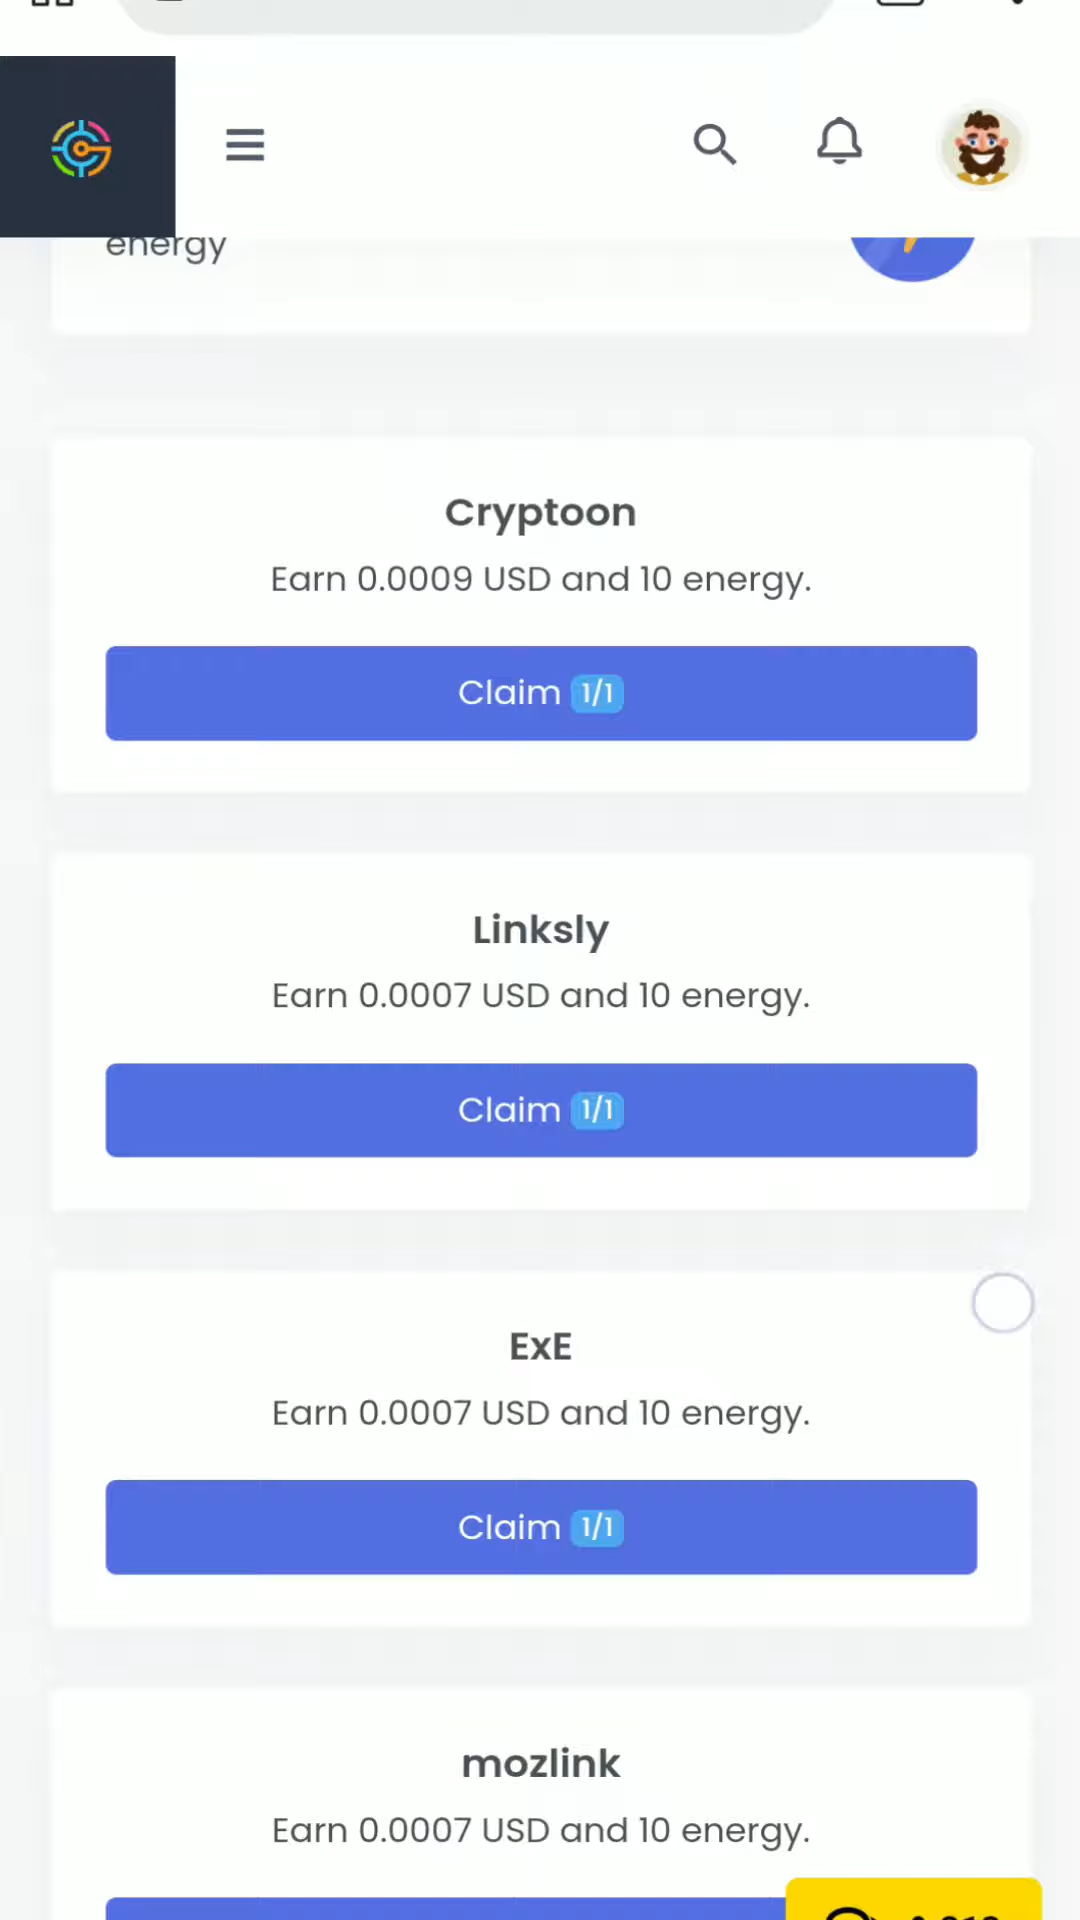 energy
Cryptoon
Earn 0.0009 USD and 10 energy.
Claim 1/1
Linksly
Earn 0.0007 USD and 10 energy.
Claim 1/1
ExE
Earn 0.0007 USD and 10 energy.
Claim 1/1
mozlink
Earn 0.0007 USD and 10 energy.